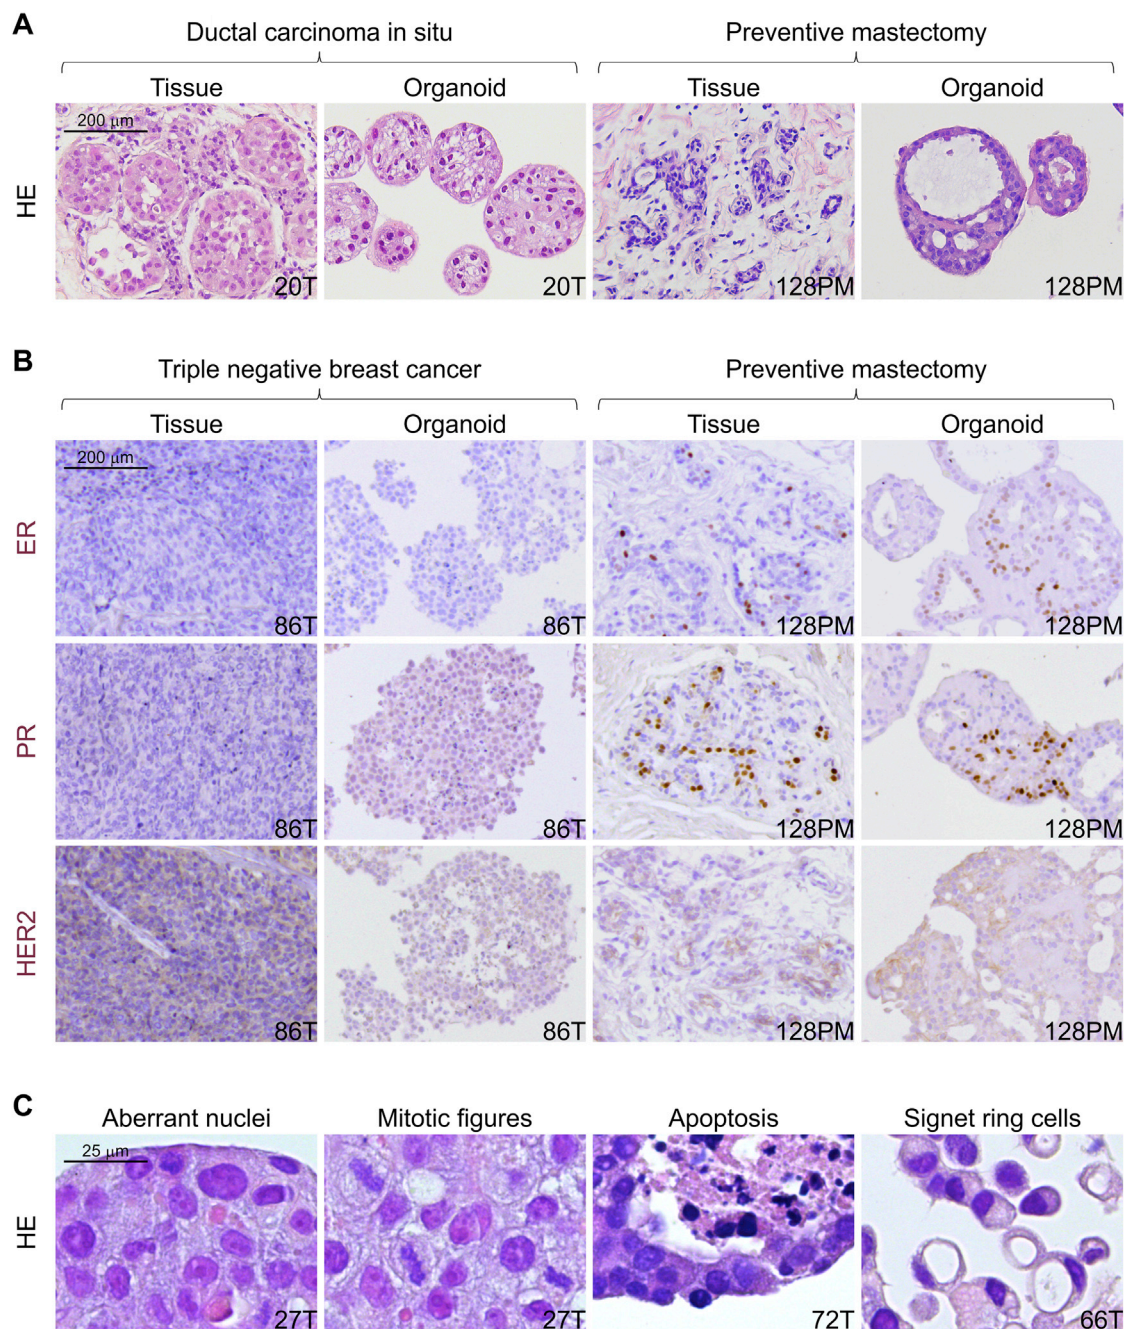 A
Ductal carcinoma in situ
Preventive mastectomy
Tissue
Organoid
Tissue
Organoid
HE
200 µm
20T
20T
128PM
128PM
B
Triple negative breast cancer
Preventive mastectomy
Tissue
Organoid
Tissue
Organoid
ER
200 µm
86T
86T
128PM
128PM
PR
86T
86T
128PM
128PM
HER2
86T
86T
128PM
128PM
C
Aberrant nuclei
Mitotic figures
Apoptosis
Signet ring cells
HE
25 µm
27T
27T
72T
66T